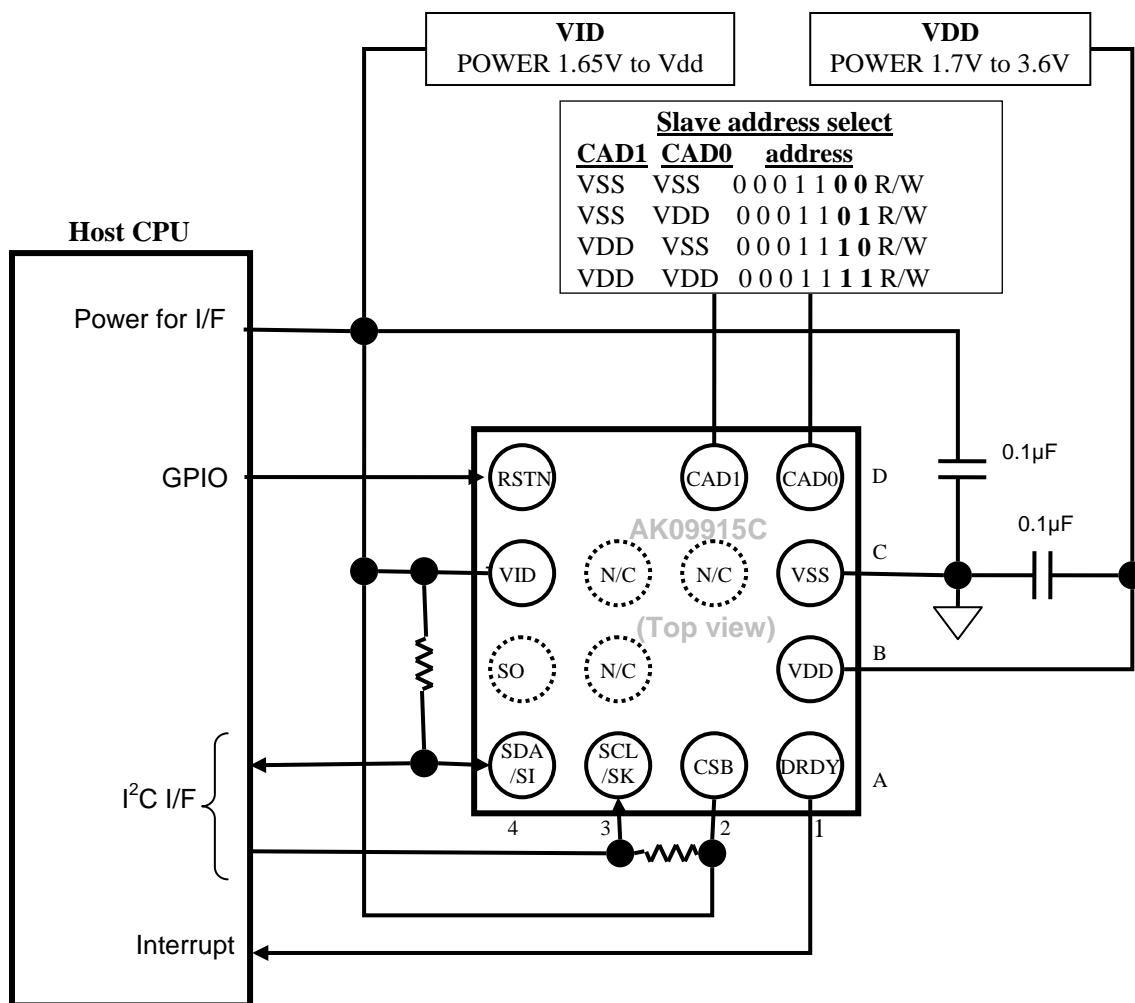 VID
POWER 1.65V to Vdd
VDD
POWER 1.7V to 3.6V
Slave address select
CAD1 CAD0 address
VSS VSS 0 0 0 1 1 0 0 R/W
VSS VDD 0 0 0 1 1 0 1 R/W
VDD VSS 0 0 0 1 1 1 0 R/W
VDD VDD 0 0 0 1 1 1 1 R/W
Host CPU
Power for I/F
GPIO
I²C I/F
Interrupt
RSTN
CAD1
CAD0
D
AK09915C
VID
N/C
N/C
VSS
C
(Top view)
SO
N/C
VDD
B
SDA
/SI
SCL
/SK
CSB
DRDY
A
4
3
2
1
0.1µF
0.1µF